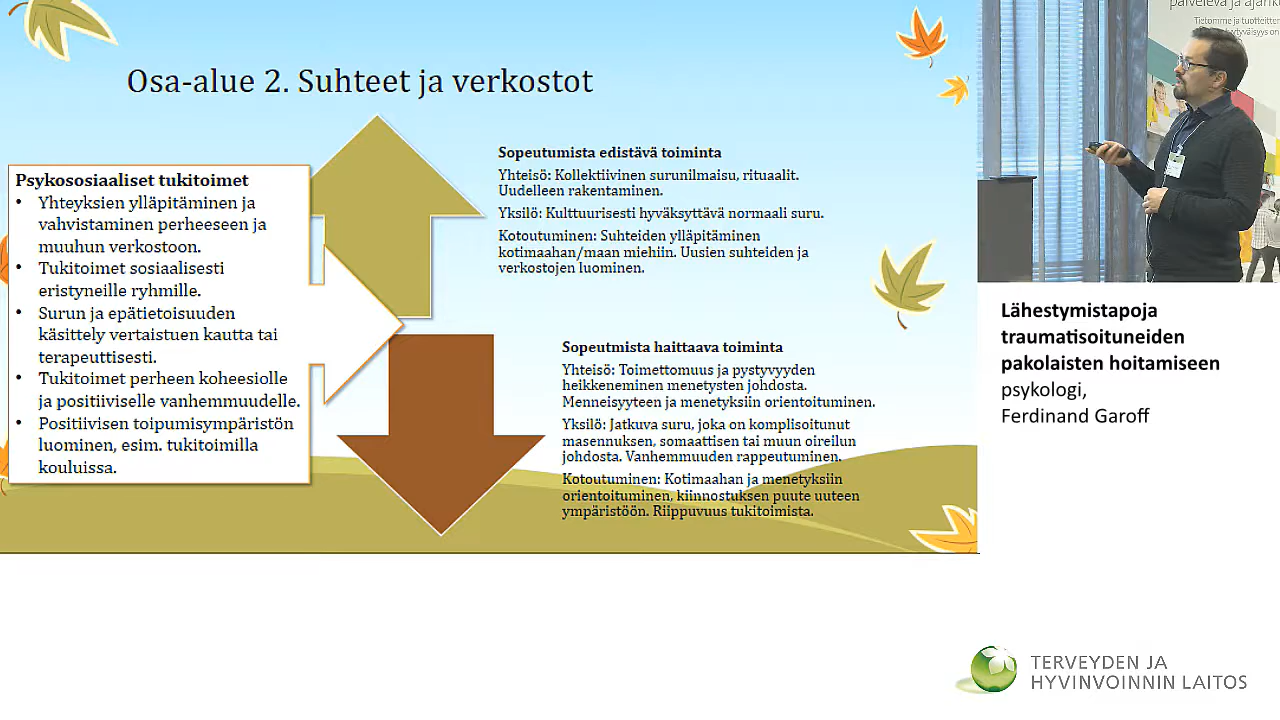 Osa-alue 2. Suhteet ja verkostot
Psykososiaaliset tukitoimet
• Yhteyksien ylläpitäminen ja
vahvistaminen perheeseen ja
muuhun verkostoon.
• Tukitoimet sosiaalisesti
eristyneille ryhmille.
• Surun ja epätietoisuuden
käsittely vertaistuen kautta tai
terapeuttisesti.
• Tukitoimet perheen koheesiolle
ja positiiviselle vanhemmuudelle.
• Positiivisen toipumisympäristön
luominen, esim. tukitoimilla
kouluissa.
Sopeutumista edistävä toiminta
Yhteisö: Kollektiivinen surunilmaisu, rituaalit.
Uudelleen rakentaminen.
Yksilö: Kulttuurisesti hyväksyttävä normaali suru.
Kotoutuminen: Suhteiden ylläpitäminen
kotimaahan/maan miehiin. Uusien suhteiden ja
verkostojen luominen.
Sopeutmista haittaava toiminta
Yhteisö: Toimettomuus ja pystyvyyden
heikkeneminen menetysten johdosta.
Menneisyyteen ja menetyksiin orientoituminen.
Yksilö: Jatkuva suru, joka on komplisoitunut
masennuksen, somaattisen tai muun oireilun
johdosta. Vanhemmuuden rappeutuminen.
Kotoutuminen: Kotimaahan ja menetyksiin
orientoituminen, kiinnostuksen puute uuteen
ympäristöön. Riippuvuus tukitoimista.
palveleva ja
Tietomme ja tuotteitten
Lähestymistapoja
traumatisoituneiden
pakolaisten hoitamiseen
psykologi,
Ferdinand Garoff
TERVEYDEN JA
HYVINVOINNIN LAITOS